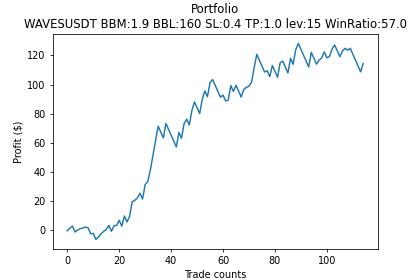 Portfolio
WAVESUSDT BBM:1.9 BBL:160 SL:0.4 TP:1.0 lev:15 WinRatio:57.0
120
100
80
60
40
20
0
Profit ($)
0 20 40 60 80 100
Trade counts